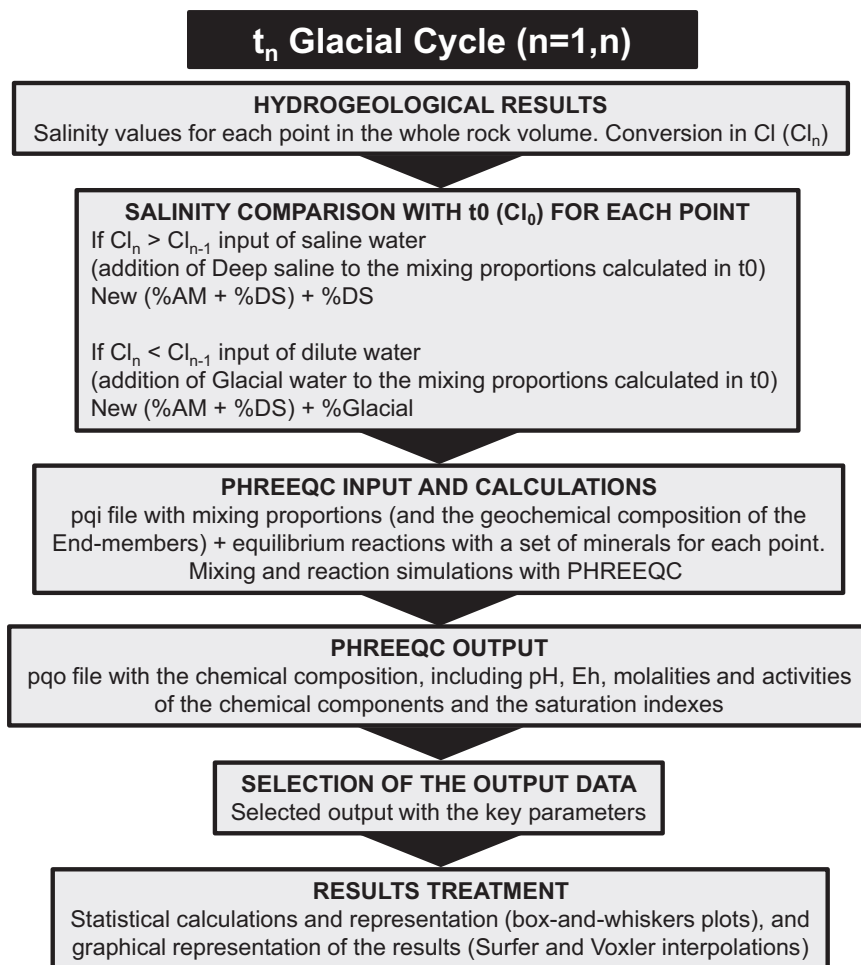 tn Glacial Cycle (n=1,n)
HYDROGEOLOGICAL RESULTS
Salinity values for each point in the whole rock volume. Conversion in Cl (Cln)
SALINITY COMPARISON WITH t0 (Cl0) FOR EACH POINT
If Cln > Cln-1 input of saline water
(addition of Deep saline to the mixing proportions calculated in t0)
New (%AM + %DS) + %DS
If Cln < Cln-1 input of dilute water
(addition of Glacial water to the mixing proportions calculated in t0)
New (%AM + %DS) + %Glacial
PHREEQC INPUT AND CALCULATIONS
pqi file with mixing proportions (and the geochemical composition of the
End-members) + equilibrium reactions with a set of minerals for each point.
Mixing and reaction simulations with PHREEQC
PHREEQC OUTPUT
pqo file with the chemical composition, including pH, Eh, molalities and activities
of the chemical components and the saturation indexes
SELECTION OF THE OUTPUT DATA
Selected output with the key parameters
RESULTS TREATMENT
Statistical calculations and representation (box-and-whiskers plots), and
graphical representation of the results (Surfer and Voxler interpolations)